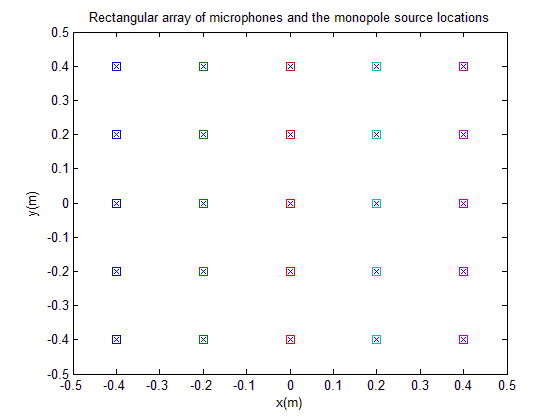 Rectangular array of microphones and the monopole source locations
0.5
0.4
0.3
0.2
0.1
0
-0.1
-0.2
-0.3
-0.4
-0.5
y(m)
-0.5 -0.4 -0.3 -0.2 -0.1 0 0.1 0.2 0.3 0.4 0.5
x(m)